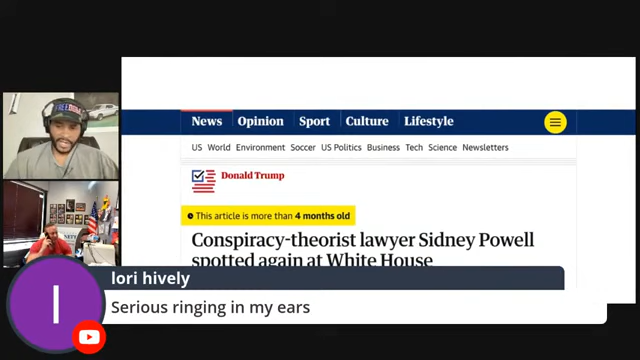 FREEDOM
News Opinion Sport Culture Lifestyle
US World Environment Soccer US Politics Business Tech Science Newsletters
Donald Trump
This article is more than 4 months old
Conspiracy-theorist lawyer Sidney Powell
spotted again at White House
I
lori hively
Serious ringing in my ears